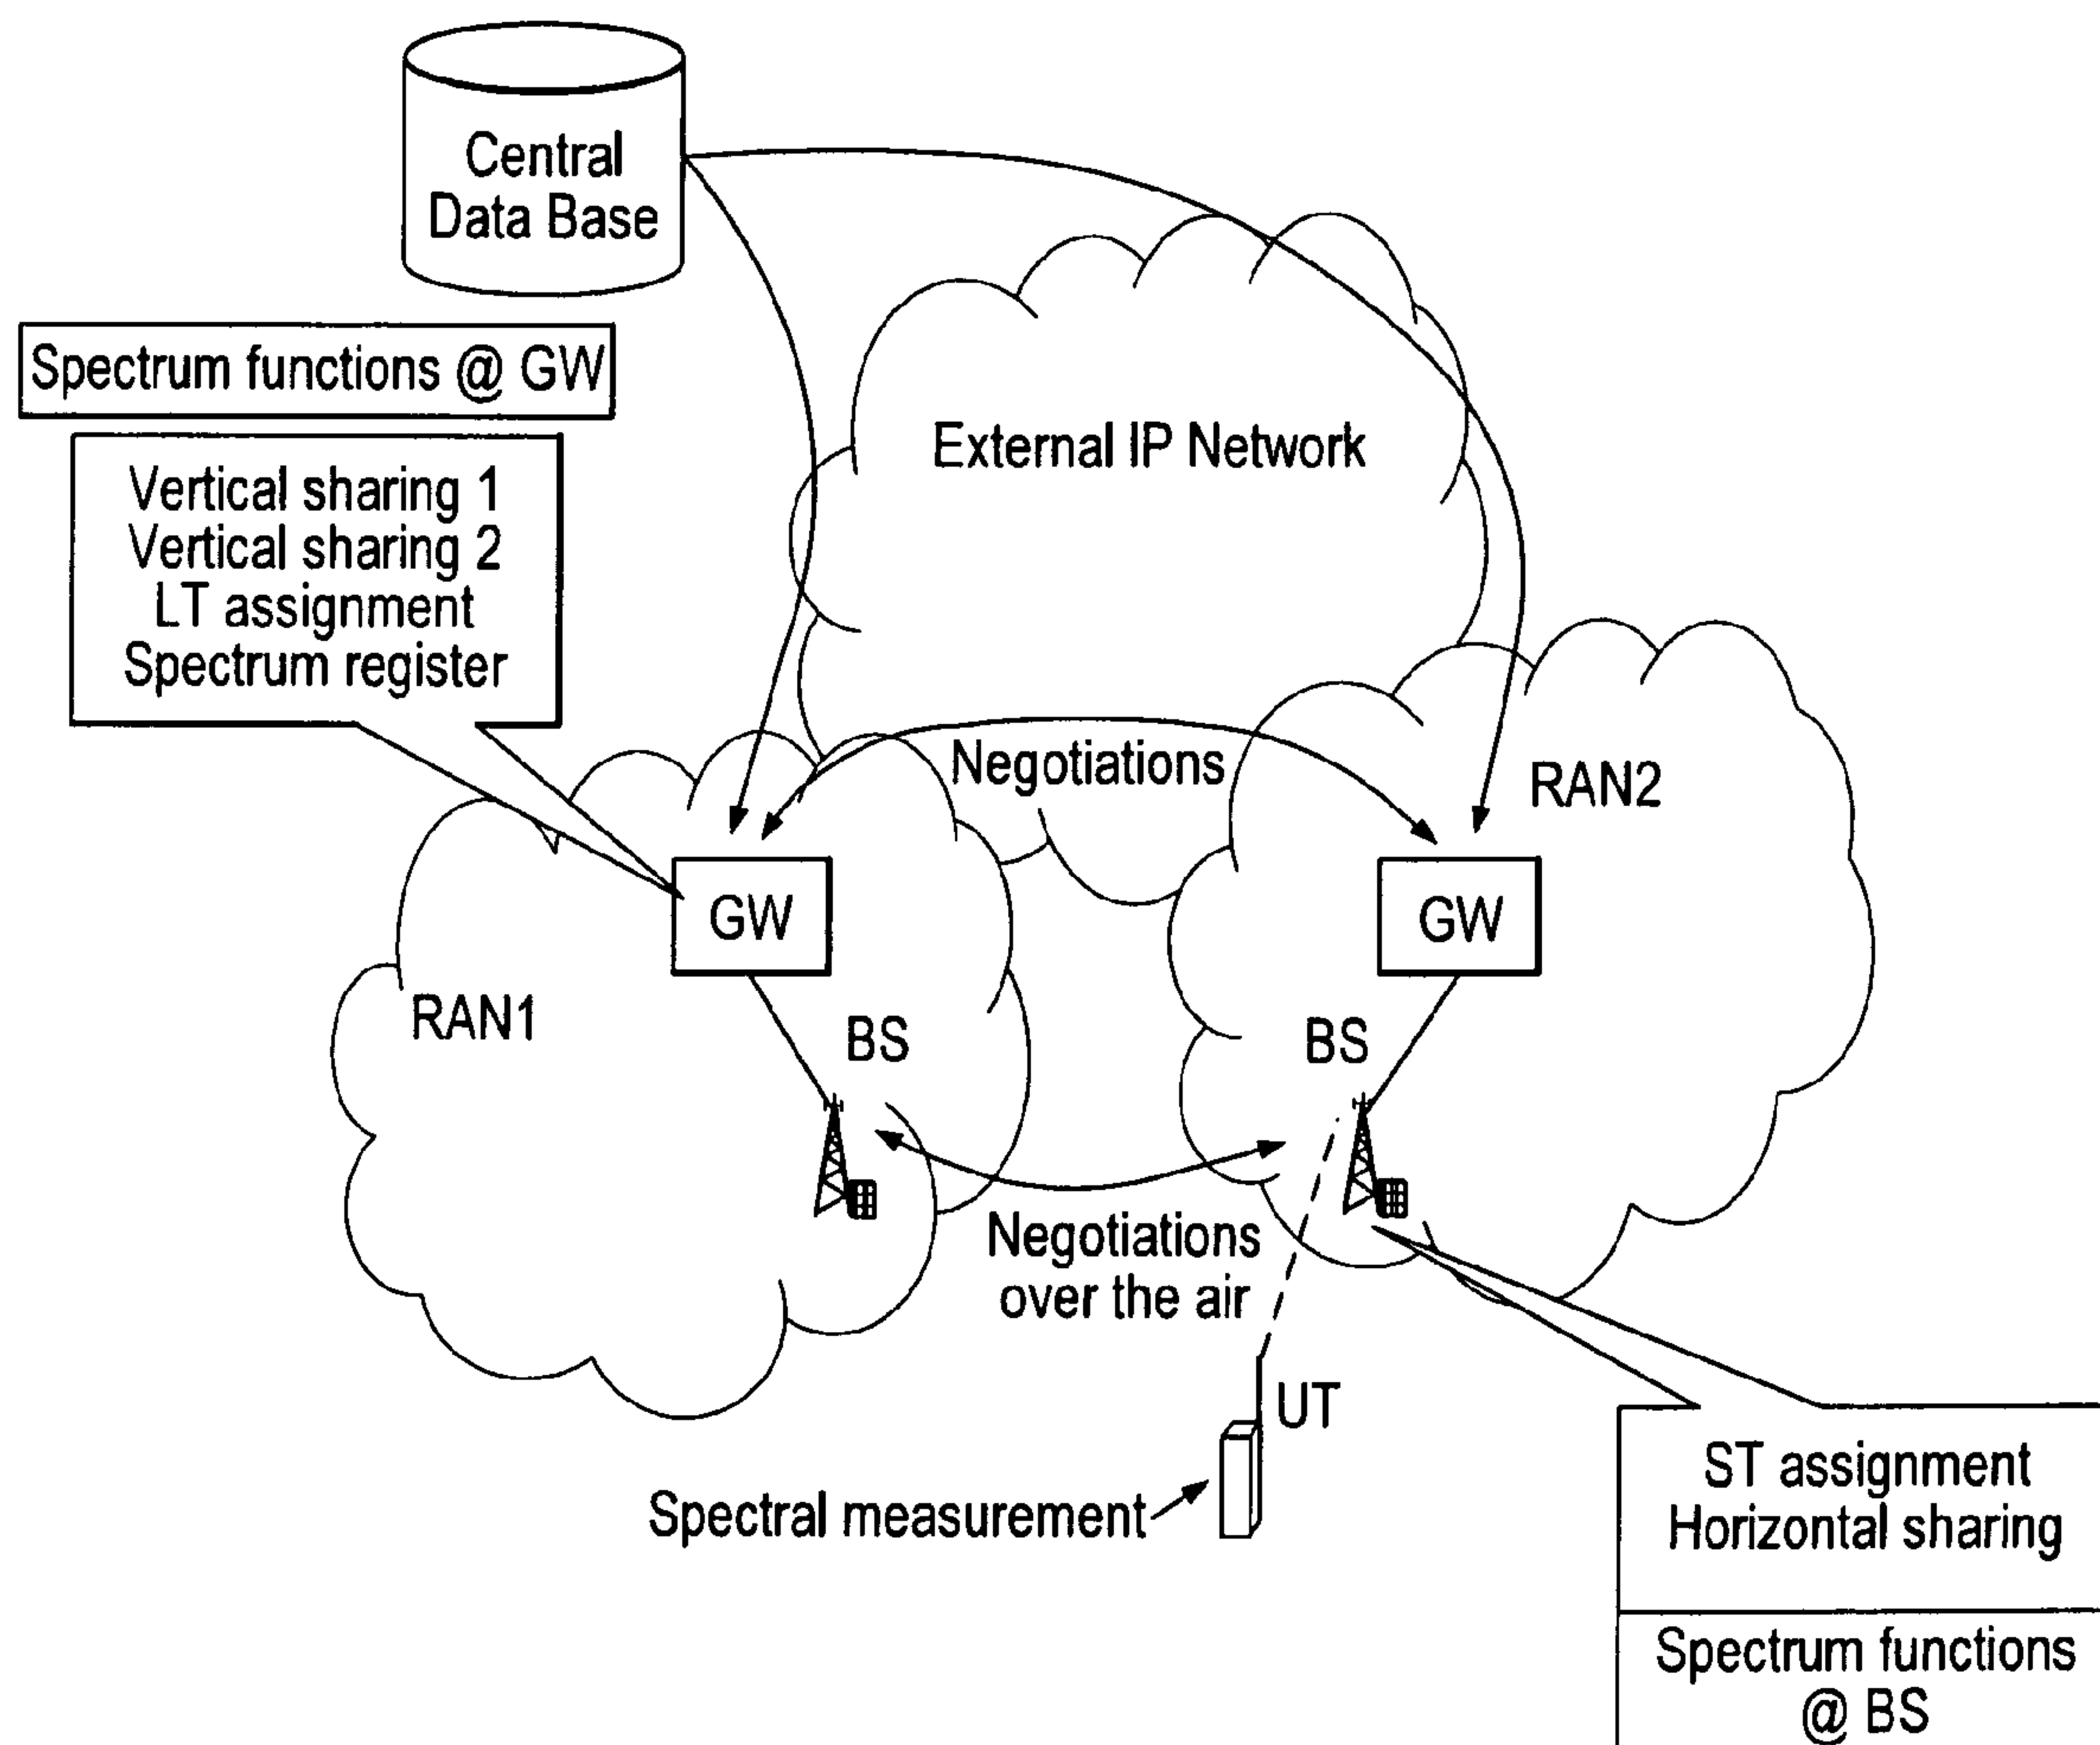 Central
Data Base
Spectrum functions @ GW
External IP Network
Vertical sharing 1
Vertical sharing 2
LT assignment
Spectrum register
Negotiations
RAN2
GW
GW
RAN1
BS
BS
Negotiations
over the air
UT
Spectral measurement
ST assignment
Horizontal sharing
Spectrum functions
@ BS